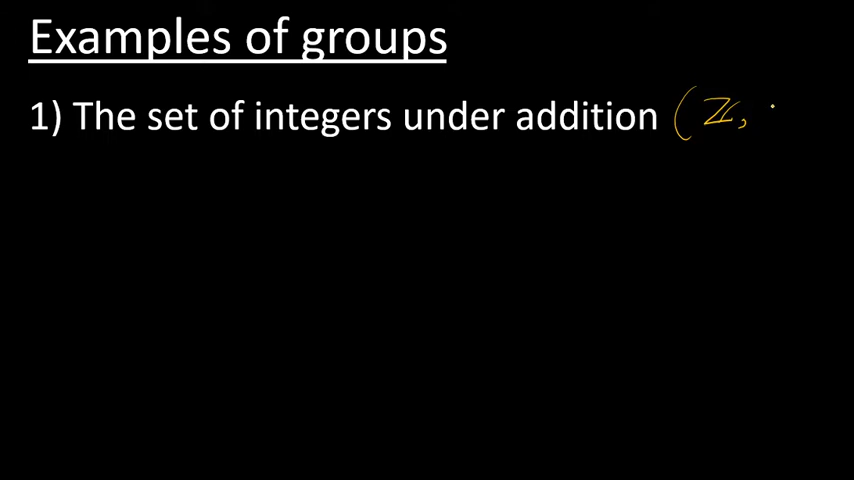 Examples of groups
1) The set of integers under addition (ℤ,